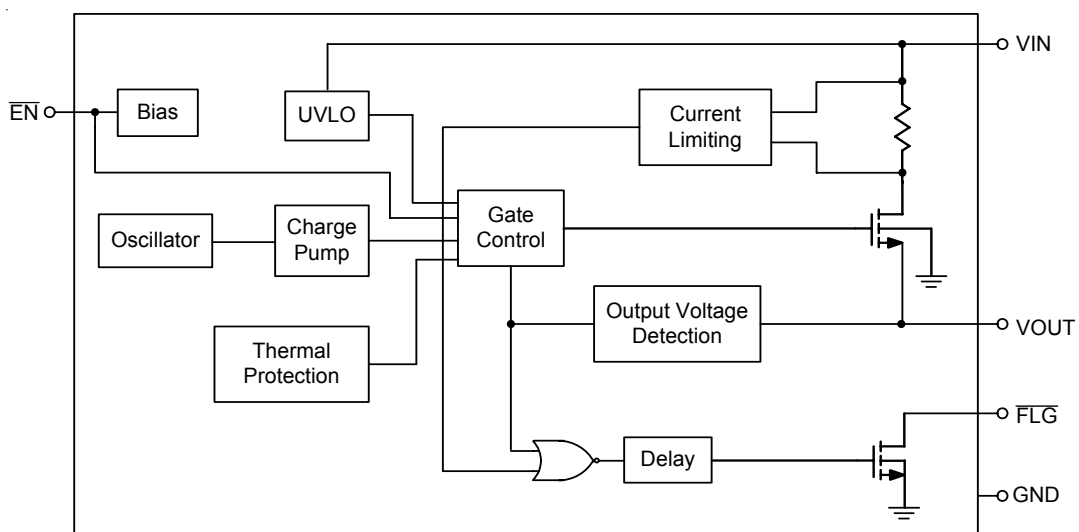 VIN
EN
Bias
UVLO
Current
Limiting
Oscillator
Charge
Pump
Gate
Control
Thermal
Protection
Output Voltage
Detection
VOUT
FLG
Delay
GND